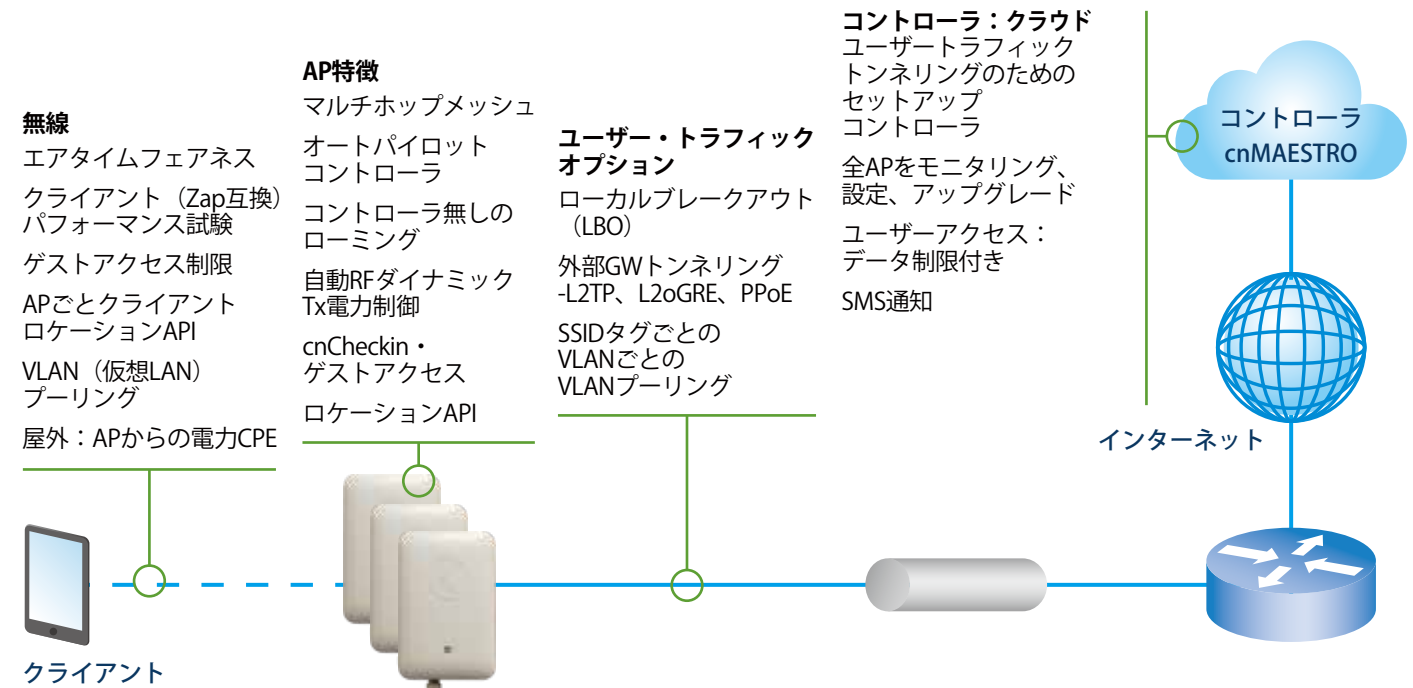 無線
エアタイムフェアネス
クライアント（Zap互換）
パフォーマンス試験
ゲストアクセス制限
APごとクライアント
ロケーションAPI
VLAN（仮想LAN）
プーリング
屋外：APからの電力CPE
AP特徴
マルチホップメッシュ
オートパイロット
コントローラ
コントローラ無しの
ローミング
自動RFダイナミック
Tx電力制御
cnCheckin・
ゲストアクセス
ロケーションAPI
ユーザー・トラフィック
オプション
ローカルブレークアウト
（LBO）
外部GWトンネリング
-L2TP、L2oGRE、PPoE
SSIDタグごとの
VLANごとの
VLANプーリング
コントローラ：クラウド
ユーザートラフィック
トンネリングのための
セットアップ
コントローラ
全APをモニタリング、
設定、アップグレード
ユーザーアクセス：
データ制限付き
SMS通知
コントローラ
cnMAESTRO
インターネット
クライアント